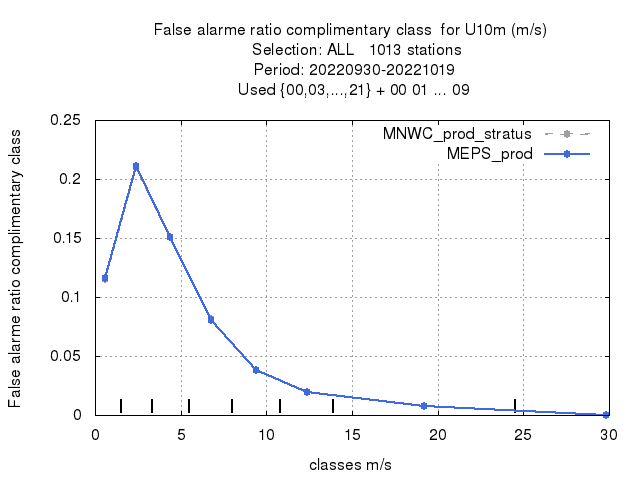 False alarme ratio complimentary class  for U10m (m/s)
Selection: ALL   1013 stations
Period: 20220930-20221019
Used {00,03,...,21} + 00 01 ... 09
MNWC_prod_stratus
MEPS_prod
False alarme ratio complimentary class
0.25
0.2
0.15
0.1
0.05
0
0 5 10 15 20 25 30
classes m/s